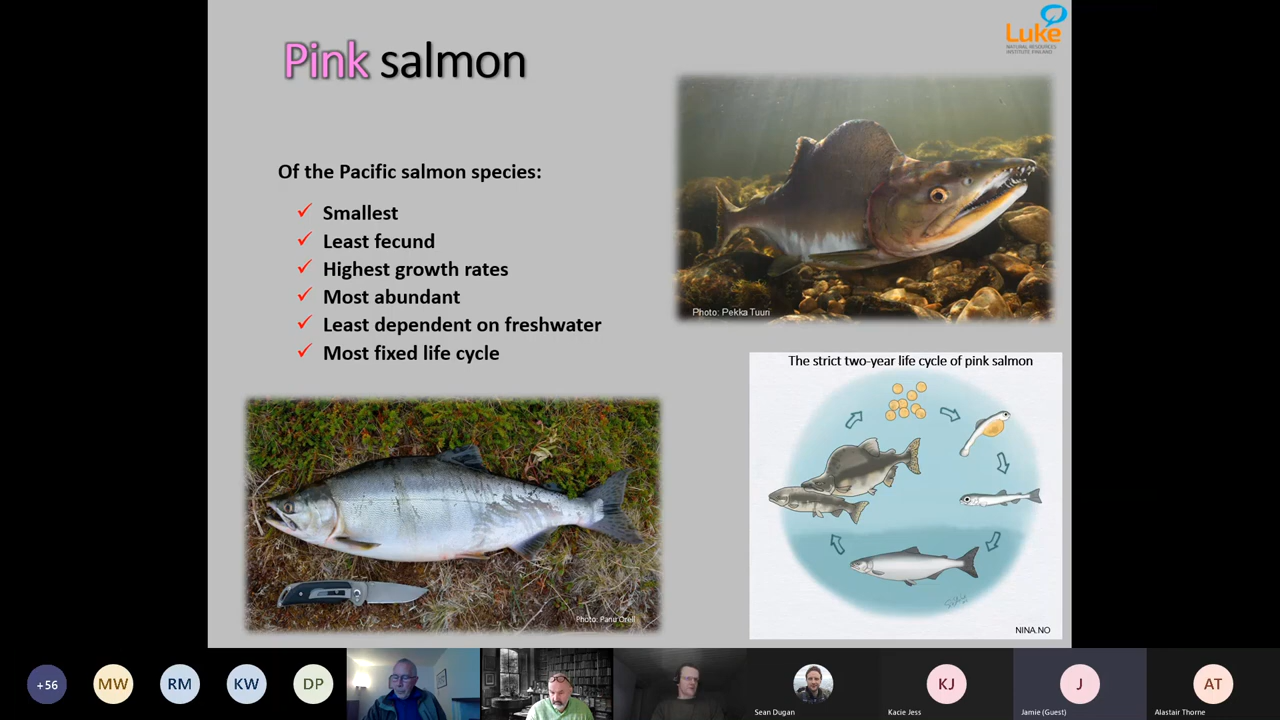 Pink salmon
Luke
NATURAL RESOURCES
INSTITUTE FINLAND
Of the Pacific salmon species:
✓ Smallest
✓ Least fecund
✓ Highest growth rates
✓ Most abundant
✓ Least dependent on freshwater
✓ Most fixed life cycle
Photo: Pekka Tuuri
The strict two-year life cycle of pink salmon
NINA.NO
Photo: Panu Orell
+56
MW
RM
KW
DP
Sean Dugan
KJ
Kacie Jess
J
Jamie (Guest)
AT
Alastair Thorne